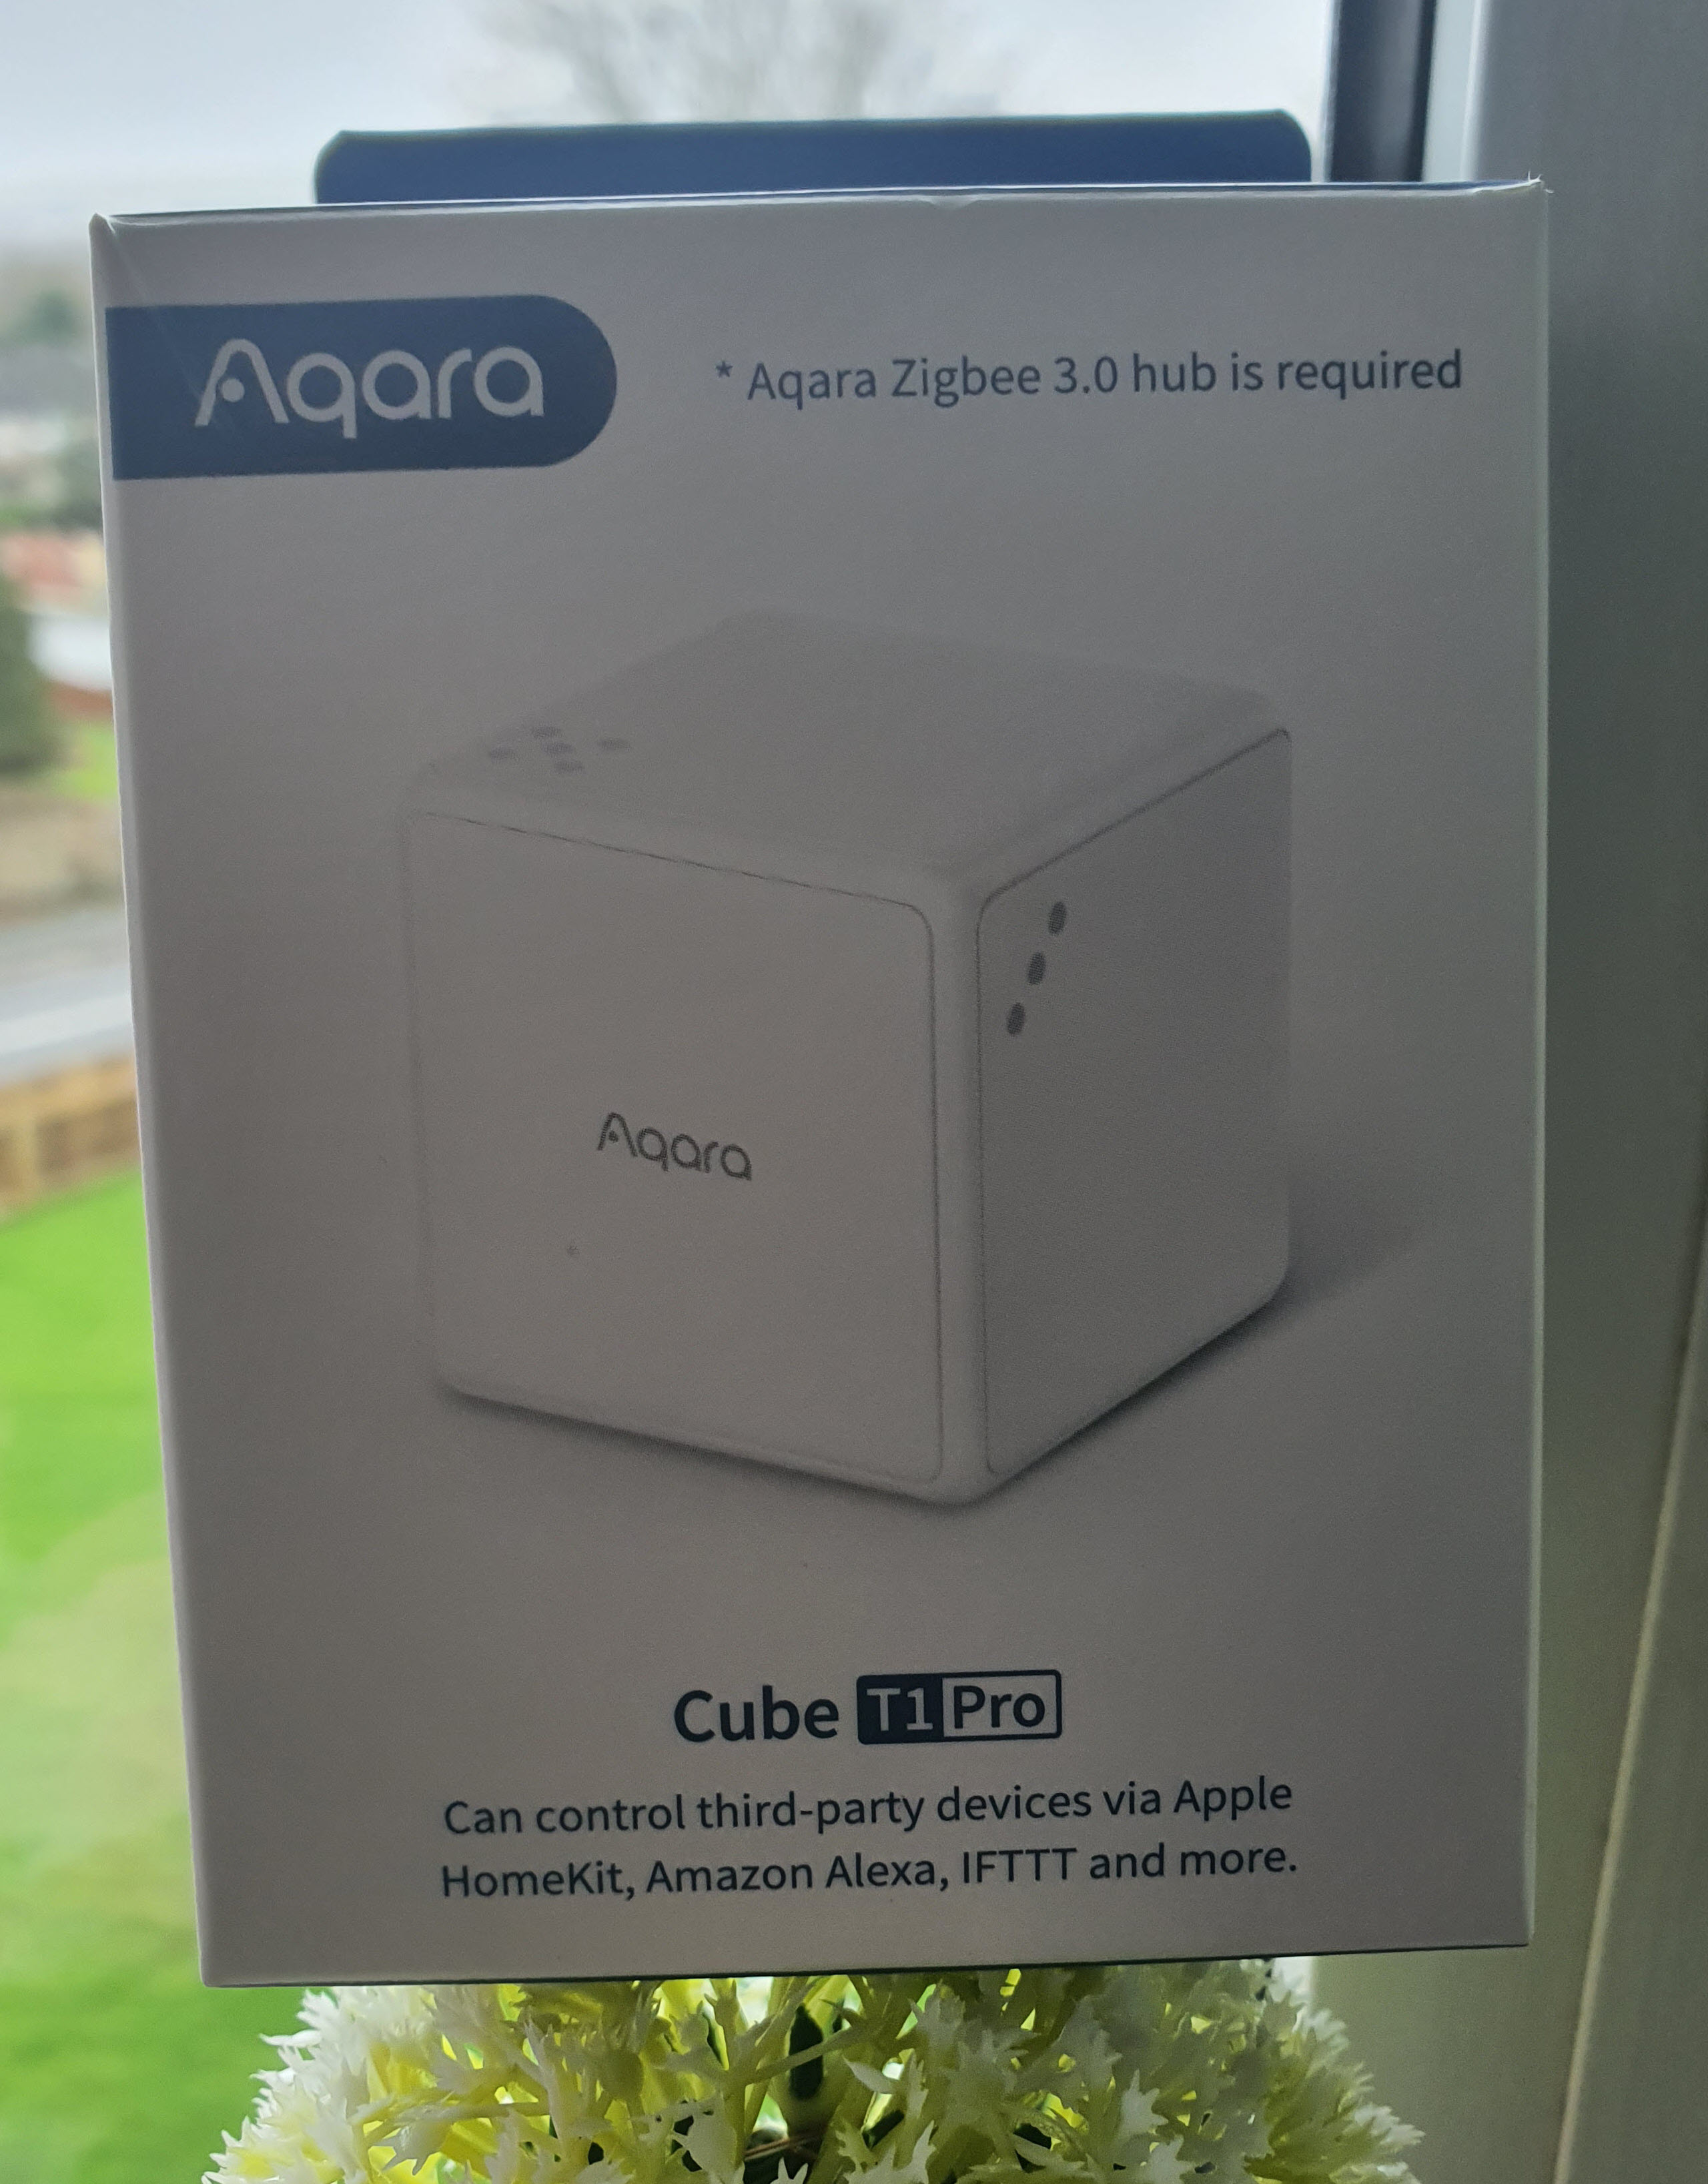 Aqara
* Aqara Zigbee 3.0 hub is required
Aqara
Cube T1 Pro
Can control third-party devices via Apple
HomeKit, Amazon Alexa, IFTTT and more.